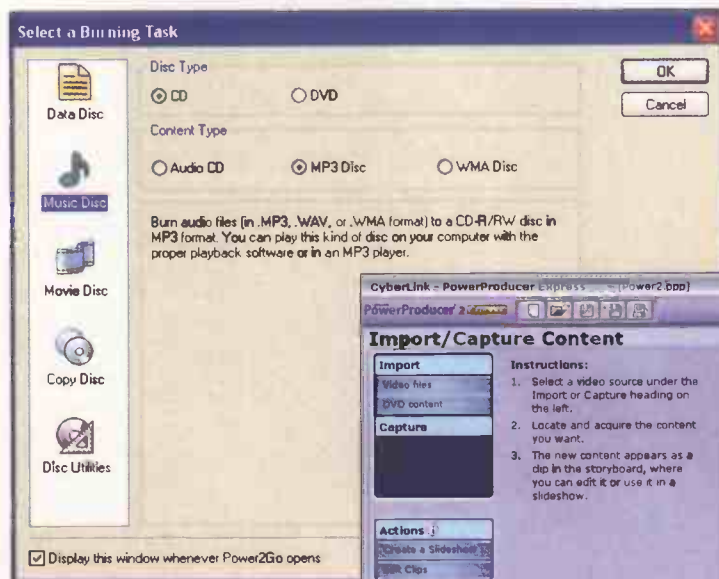 Select a Burning Task
Data Disc
Music Disc
Movie Disc
Copy Disc
Disc Utilities
Disc Type
CD
DVD
Content Type
Audio CD
MP3 Disc
WMA Disc
Burn audio files (in .MP3, .WAV, or .WMA format) to a CD-R/RW disc in
MP3 format. You can play this kind of disc on your computer with the
proper playback software or in an MP3 player.
OK
Cancel
Display this window whenever Power2Go opens
CyberLink - PowerProducer Express (Power2.ppp)
PowerProducer 2
Import/Capture Content
Import
Video files
DVD content
Capture
Actions
Create a Slideshow
Edit Clips
Instructions:
1. Select a video source under the
Import or Capture heading on
the left.
2. Locate and acquire the content
you want.
3. The new content appears as a
clip in the storyboard, where
you can edit it or use it in a
slideshow.